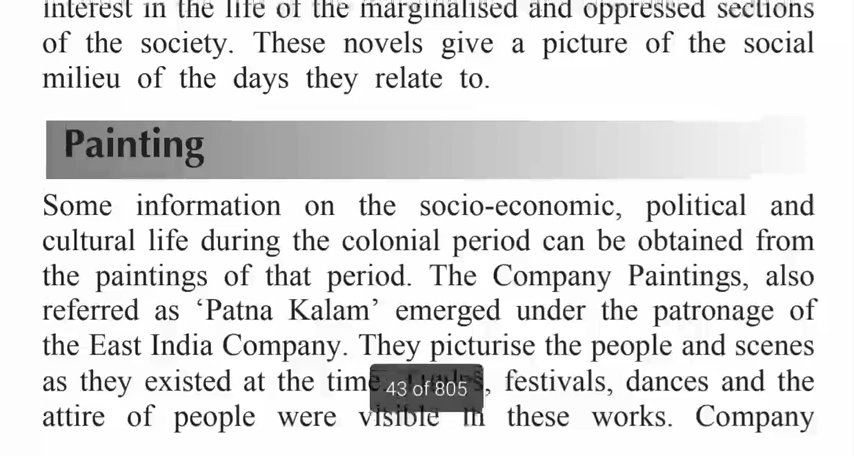 interest in the life of the marginalised and oppressed sections
of the society. These novels give a picture of the social
milieu of the days they relate to.
Painting
Some information on the socio-economic, political and
cultural life during the colonial period can be obtained from
the paintings of that period. The Company Paintings, also
referred as ‘Patna Kalam’ emerged under the patronage of
the East India Company. They picturise the people and scenes
as they existed at the time. festivals, dances and the
43 of 805
attire of people were visible in these works. Company